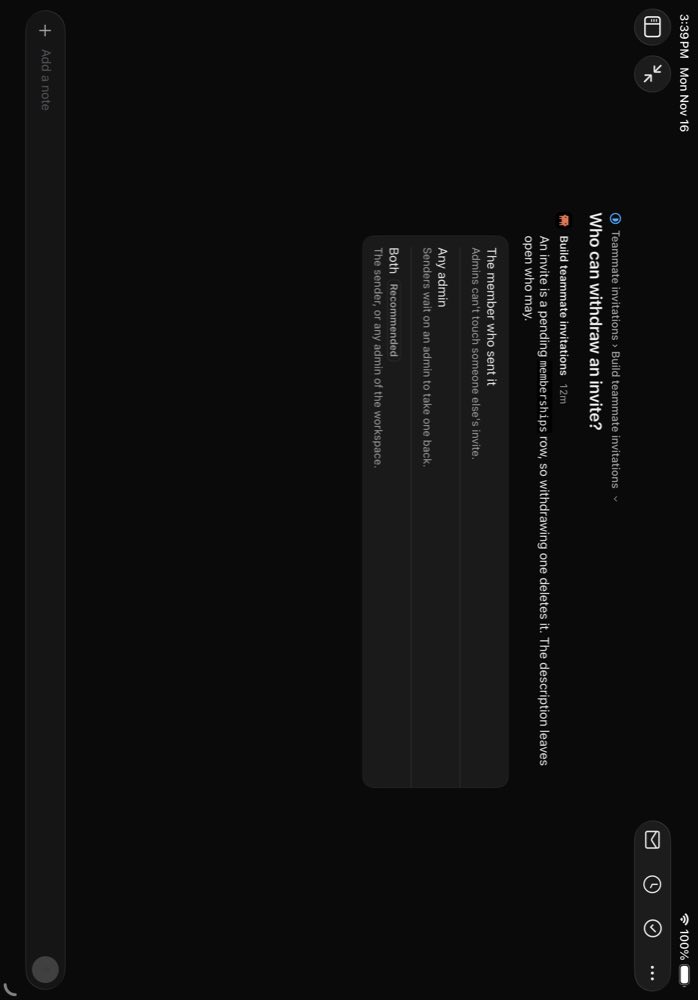 3:39 PM Mon Nov 16
100%
Teammate invitations › Build teammate invitations
Who can withdraw an invite?
Build teammate invitations 12m
An invite is a pending memberships row, so withdrawing one deletes it. The description leaves
open who may.
The member who sent it
Admins can't touch someone else's invite.
Any admin
Senders wait on an admin to take one back.
Both Recommended
The sender, or any admin of the workspace.
Add a note